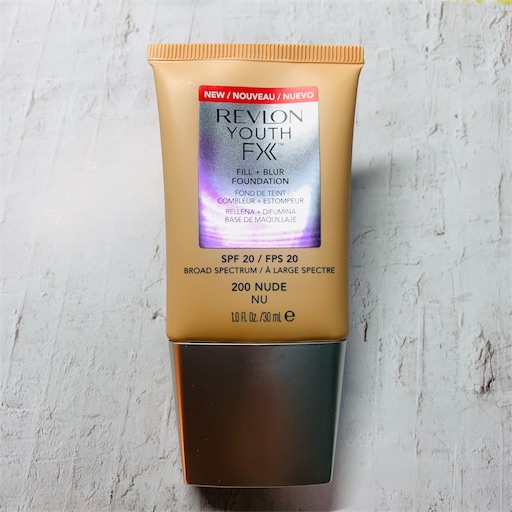 NEW / NOUVEAU / NUEVO
REVLON
YOUTH
FX™
FILL + BLUR
FOUNDATION
FOND DE TEINT
COMBLEUR + ESTOMPEUR
RELLENA + DIFUMINA
BASE DE MAQUILLAJE
SPF 20 / FPS 20
BROAD SPECTRUM / À LARGE SPECTRE
200 NUDE
NU
1.0 FL. Oz. / 30 mL ℮